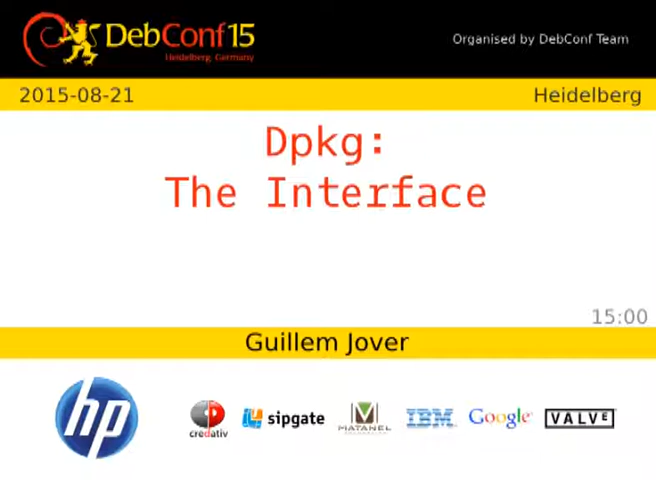 DebConf15
Heidelberg Germany
Organised by DebConf Team
2015-08-21
Heidelberg
Dpkg:
The Interface
15:00
Guillem Jover
hp
credativ
sipgate
MATANEL
IBM
Google
VALVE